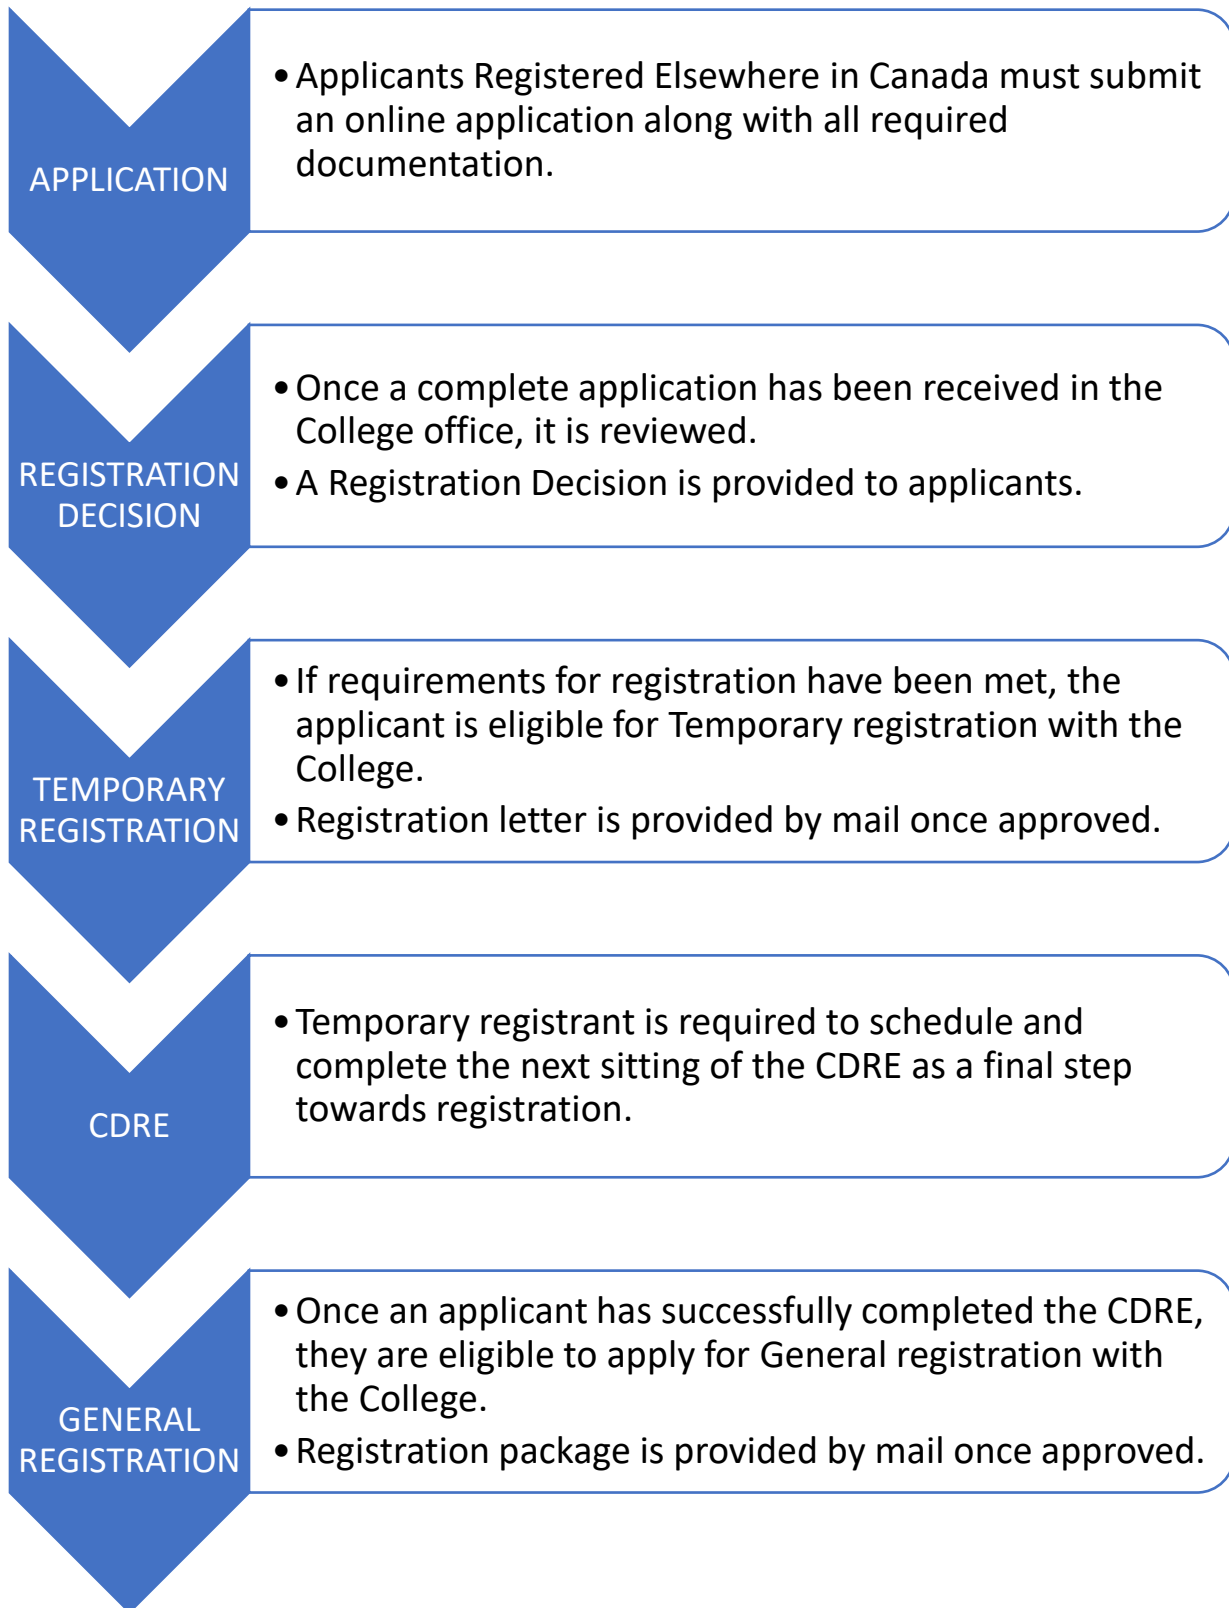 APPLICATION
•Applicants Registered Elsewhere in Canada must submit
an online application along with all required
documentation.
REGISTRATION
DECISION
•Once a complete application has been received in the
College office, it is reviewed.
•A Registration Decision is provided to applicants.
TEMPORARY
REGISTRATION
•If requirements for registration have been met, the
applicant is eligible for Temporary registration with the
College.
•Registration letter is provided by mail once approved.
CDRE
•Temporary registrant is required to schedule and
complete the next sitting of the CDRE as a final step
towards registration.
GENERAL
REGISTRATION
•Once an applicant has successfully completed the CDRE,
they are eligible to apply for General registration with
the College.
•Registration package is provided by mail once approved.